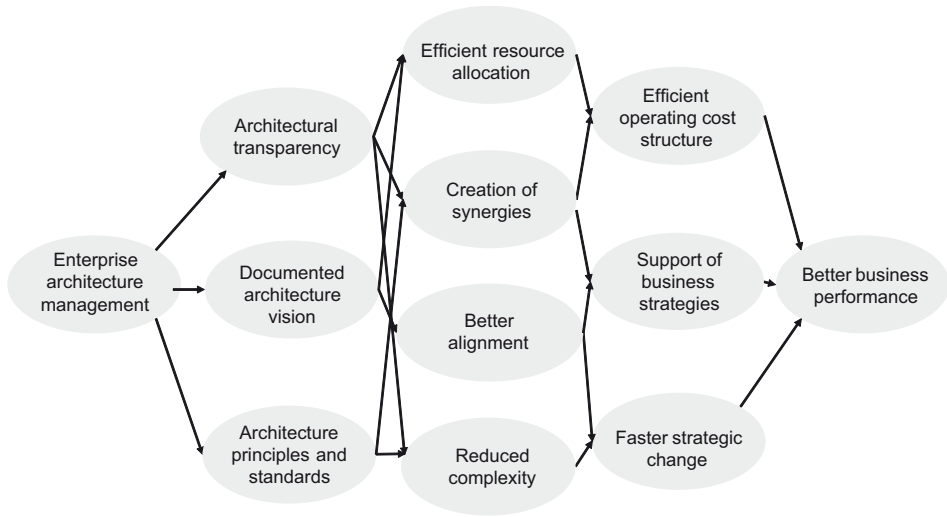 Enterprise
architecture
management
Architectural
transparency
Documented
architecture
vision
Architecture
principles and
standards
Efficient resource
allocation
Creation of
synergies
Better
alignment
Reduced
complexity
Efficient
operating cost
structure
Support of
business
strategies
Faster strategic
change
Better business
performance